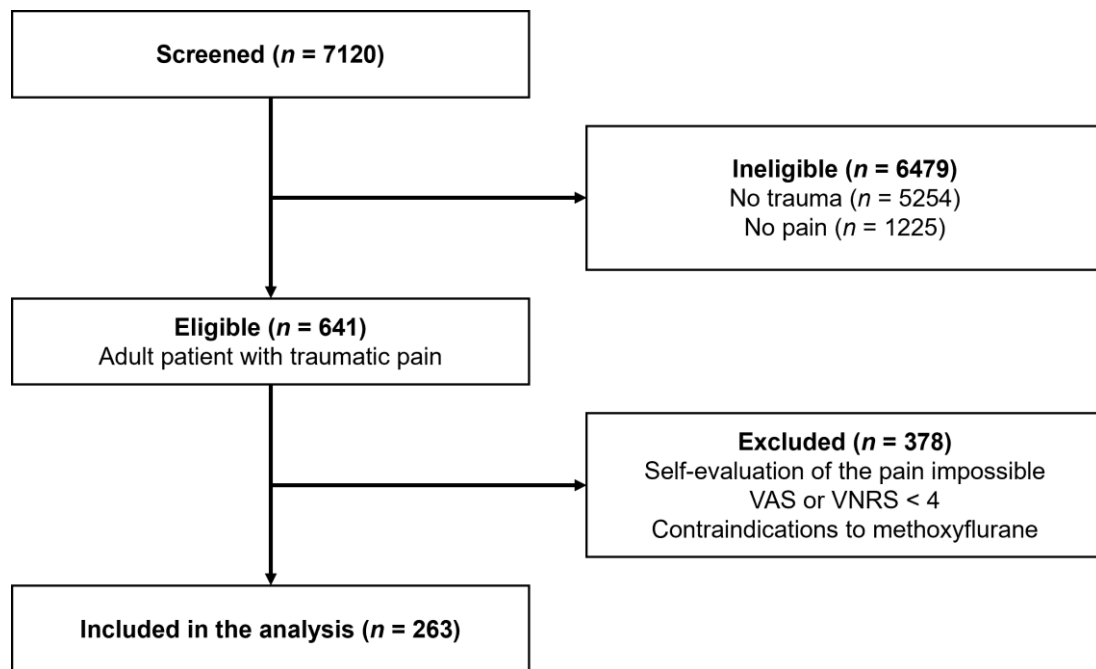 Screened (n = 7120)
Ineligible (n = 6479)
No trauma (n = 5254)
No pain (n = 1225)
Eligible (n = 641)
Adult patient with traumatic pain
Excluded (n = 378)
Self-evaluation of the pain impossible
VAS or VNRS < 4
Contraindications to methoxyflurane
Included in the analysis (n = 263)